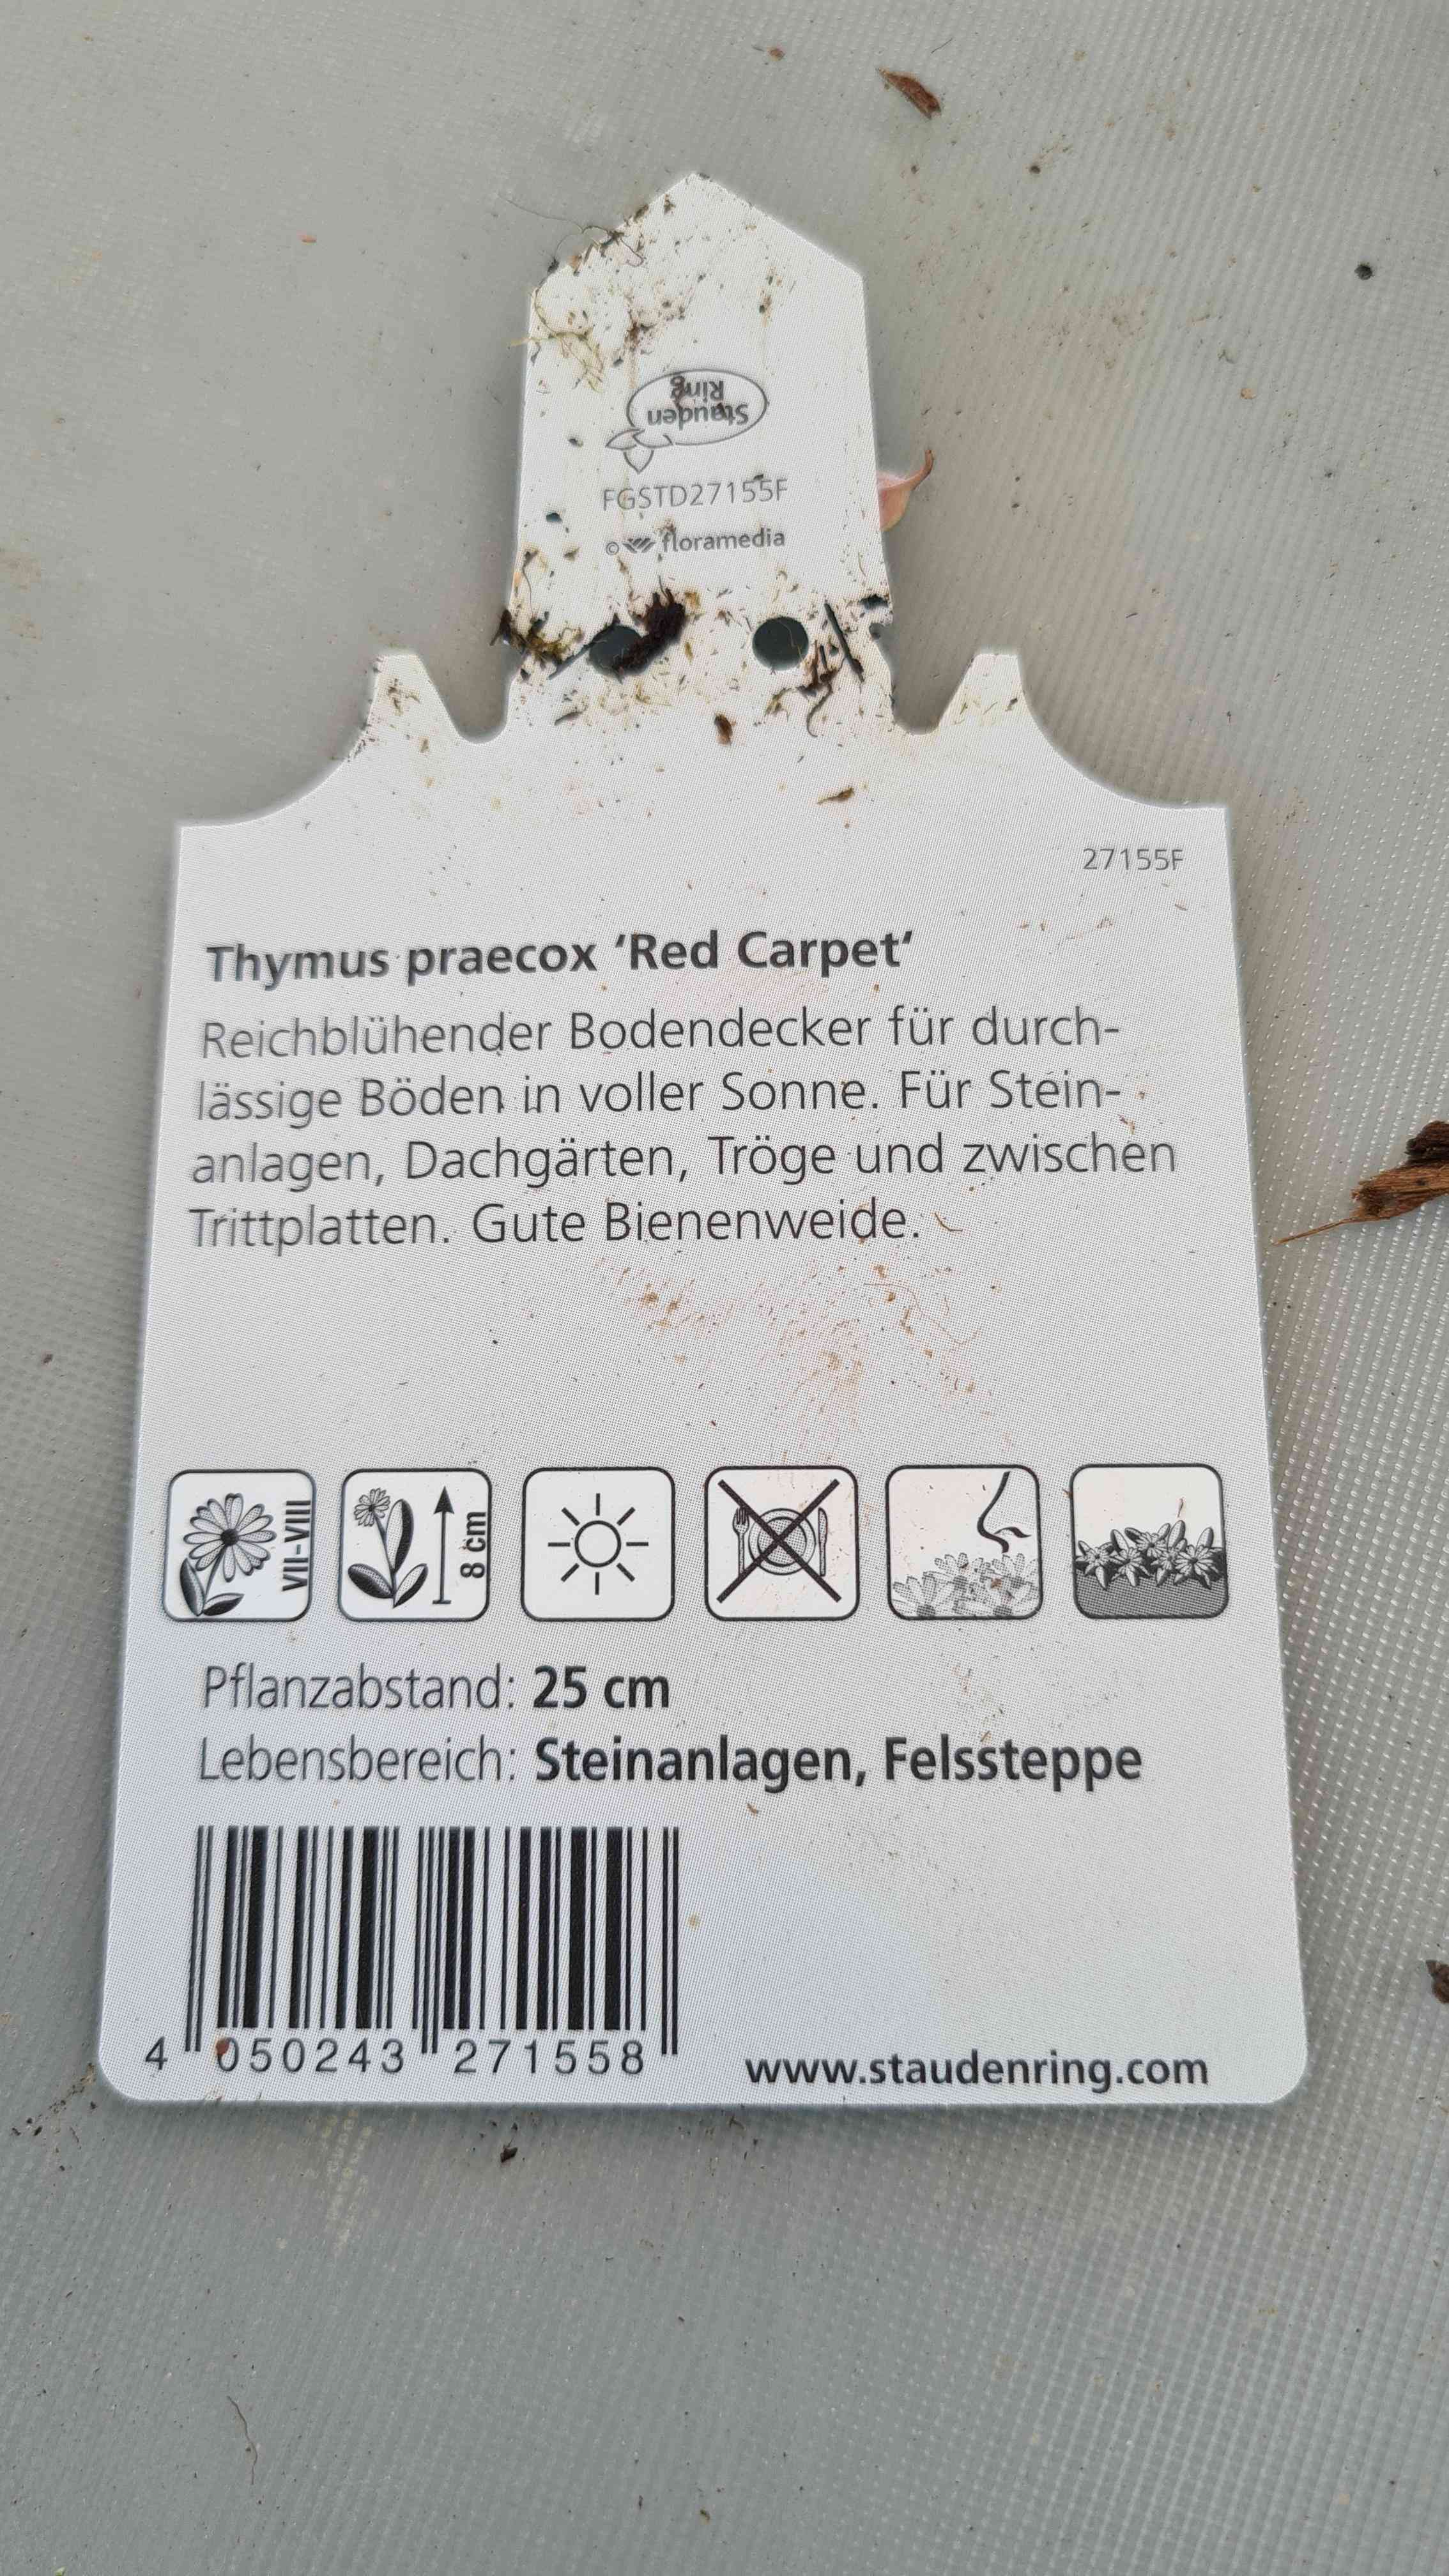 Stauden
Ring
FGSTD27155F
© floramedia
27155F
Thymus praecox ‘Red Carpet‘
Reichblühender Bodendecker für durch-
lässige Böden in voller Sonne. Für Stein-
anlagen, Dachgärten, Tröge und zwischen
Trittplatten. Gute Bienenweide.
VII-VIII
8 cm
Pflanzabstand: 25 cm
Lebensbereich: Steinanlagen, Felssteppe
4 050243 271558
www.staudenring.com